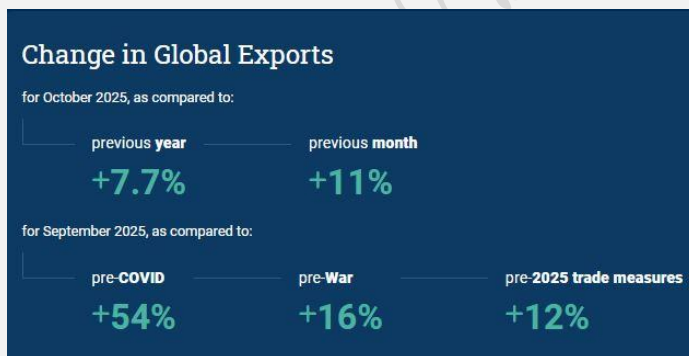 Change in Global Exports
for October 2025, as compared to:
previous year previous month
+7.7% +11%
for September 2025, as compared to:
pre-COVID pre-War pre-2025 trade measures
+54% +16% +12%